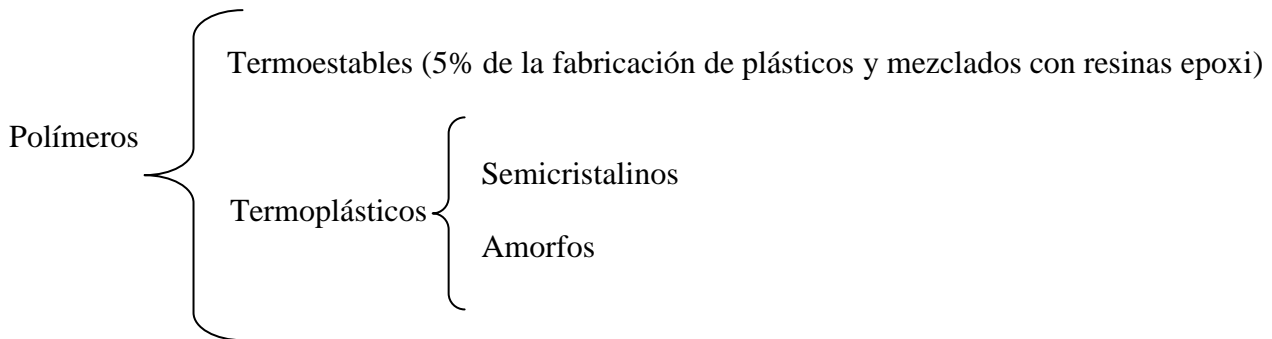 Termoestables (5% de la fabricación de plásticos y mezclados con resinas epoxi)
Polímeros
Semicristalinos
Termoplásticos
Amorfos